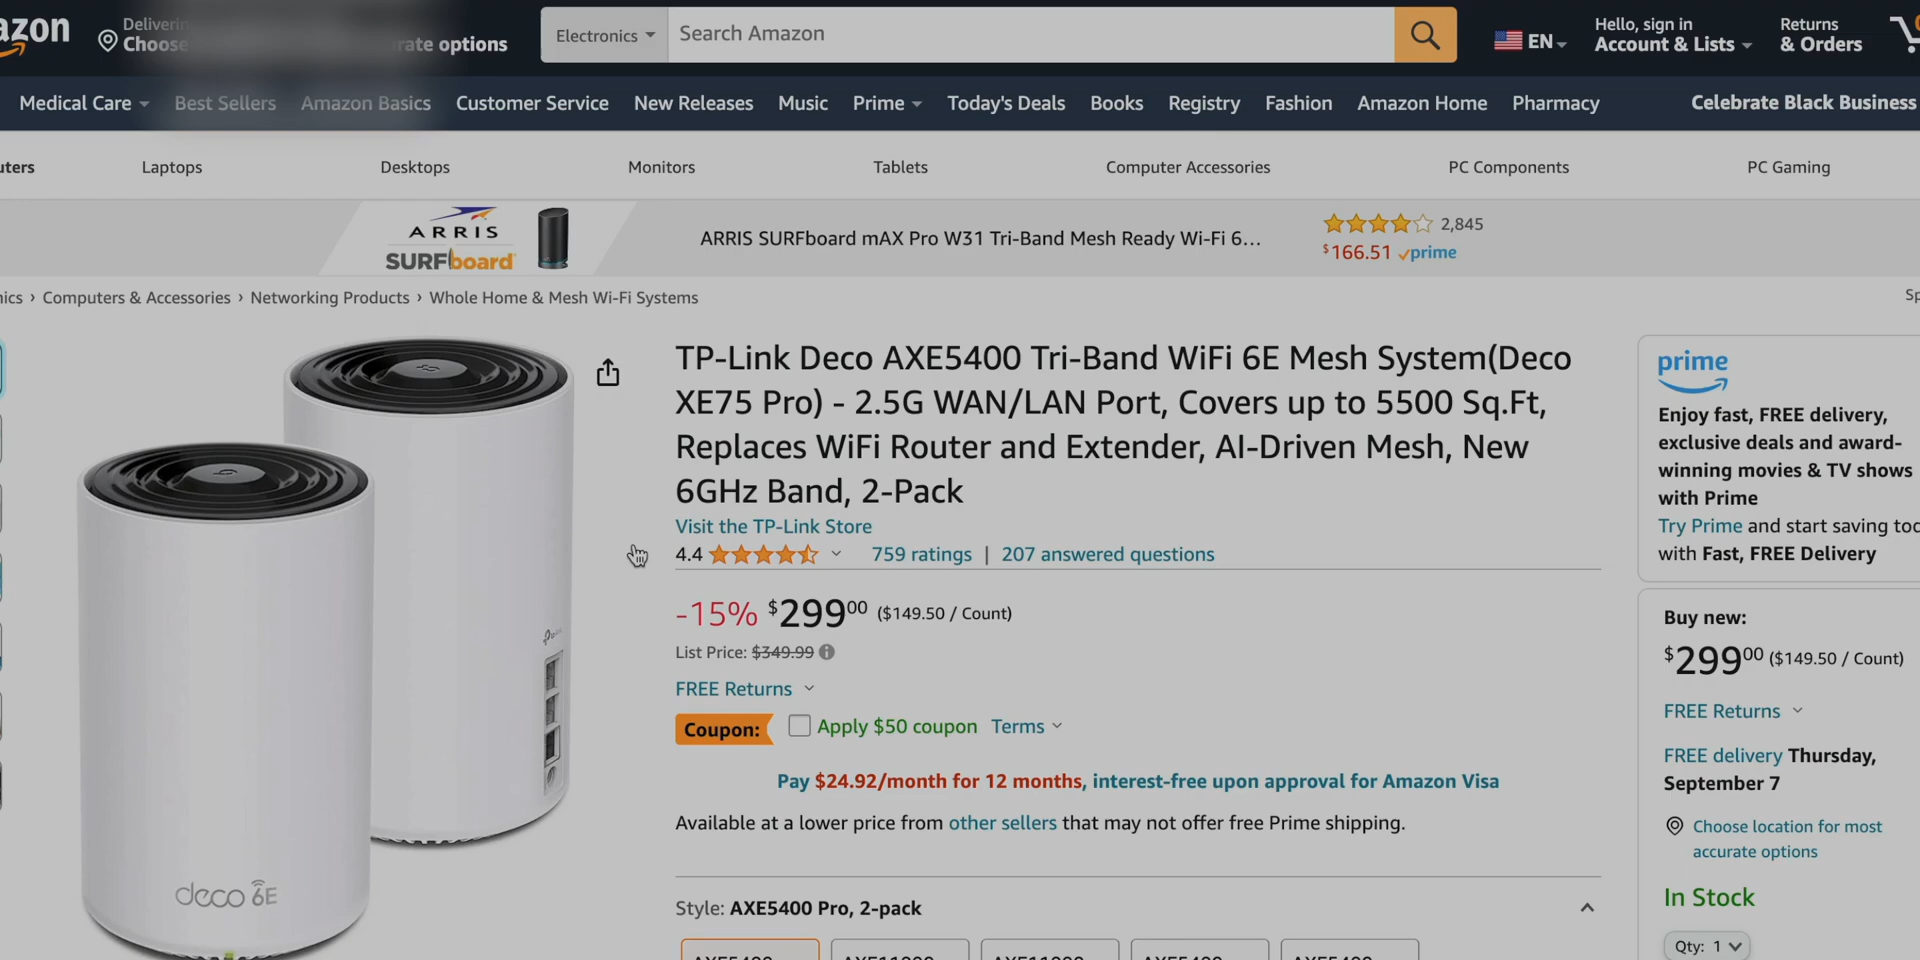 azon
Delivering
Choose rate options
Electronics
Search Amazon
EN
Hello, sign in
Account & Lists
Returns
& Orders
Medical Care
Best Sellers
Amazon Basics
Customer Service
New Releases
Music
Prime
Today's Deals
Books
Registry
Fashion
Amazon Home
Pharmacy
Celebrate Black Business
uters
Laptops
Desktops
Monitors
Tablets
Computer Accessories
PC Components
PC Gaming
ARRIS
SURFboard
ARRIS SURFboard mAX Pro W31 Tri-Band Mesh Ready Wi-Fi 6...
2,845
$166.51 prime
nics › Computers & Accessories › Networking Products › Whole Home & Mesh Wi-Fi Systems
Sp
TP-Link Deco AXE5400 Tri-Band WiFi 6E Mesh System(Deco
XE75 Pro) - 2.5G WAN/LAN Port, Covers up to 5500 Sq.Ft,
Replaces WiFi Router and Extender, AI-Driven Mesh, New
6GHz Band, 2-Pack
Visit the TP-Link Store
4.4
759 ratings | 207 answered questions
-15% $299⁰⁰ ($149.50 / Count)
List Price: $349.99
FREE Returns
Coupon: Apply $50 coupon Terms
Pay $24.92/month for 12 months, interest-free upon approval for Amazon Visa
Available at a lower price from other sellers that may not offer free Prime shipping.
Style: AXE5400 Pro, 2-pack
deco 6E
prime
Enjoy fast, FREE delivery,
exclusive deals and award-
winning movies & TV shows
with Prime
Try Prime and start saving too
with Fast, FREE Delivery
Buy new:
$299⁰⁰ ($149.50 / Count)
FREE Returns
FREE delivery Thursday,
September 7
Choose location for most
accurate options
In Stock
Qty: 1